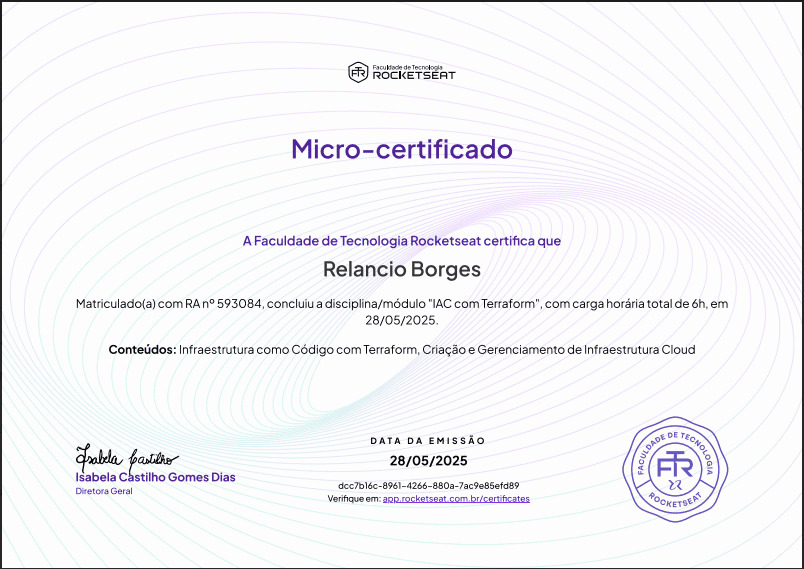 Faculdade de Tecnologia
ROCKETSEAT
Micro-certificado
A Faculdade de Tecnologia Rocketseat certifica que
Relancio Borges
Matriculado(a) com RA nº 593084, concluiu a disciplina/módulo "IAC com Terraform", com carga horária total de 6h, em
28/05/2025.
Conteúdos: Infraestrutura como Código com Terraform, Criação e Gerenciamento de Infraestrutura Cloud
Isabela Castilho
Isabela Castilho Gomes Dias
Diretora Geral
DATA DA EMISSÃO
28/05/2025
dcc7b16c-8961-4266-880a-7ac9e85efd89
Verifique em: app.rocketseat.com.br/certificates
FACULDADE DE TECNOLOGIA
FTR
ROCKETSEAT